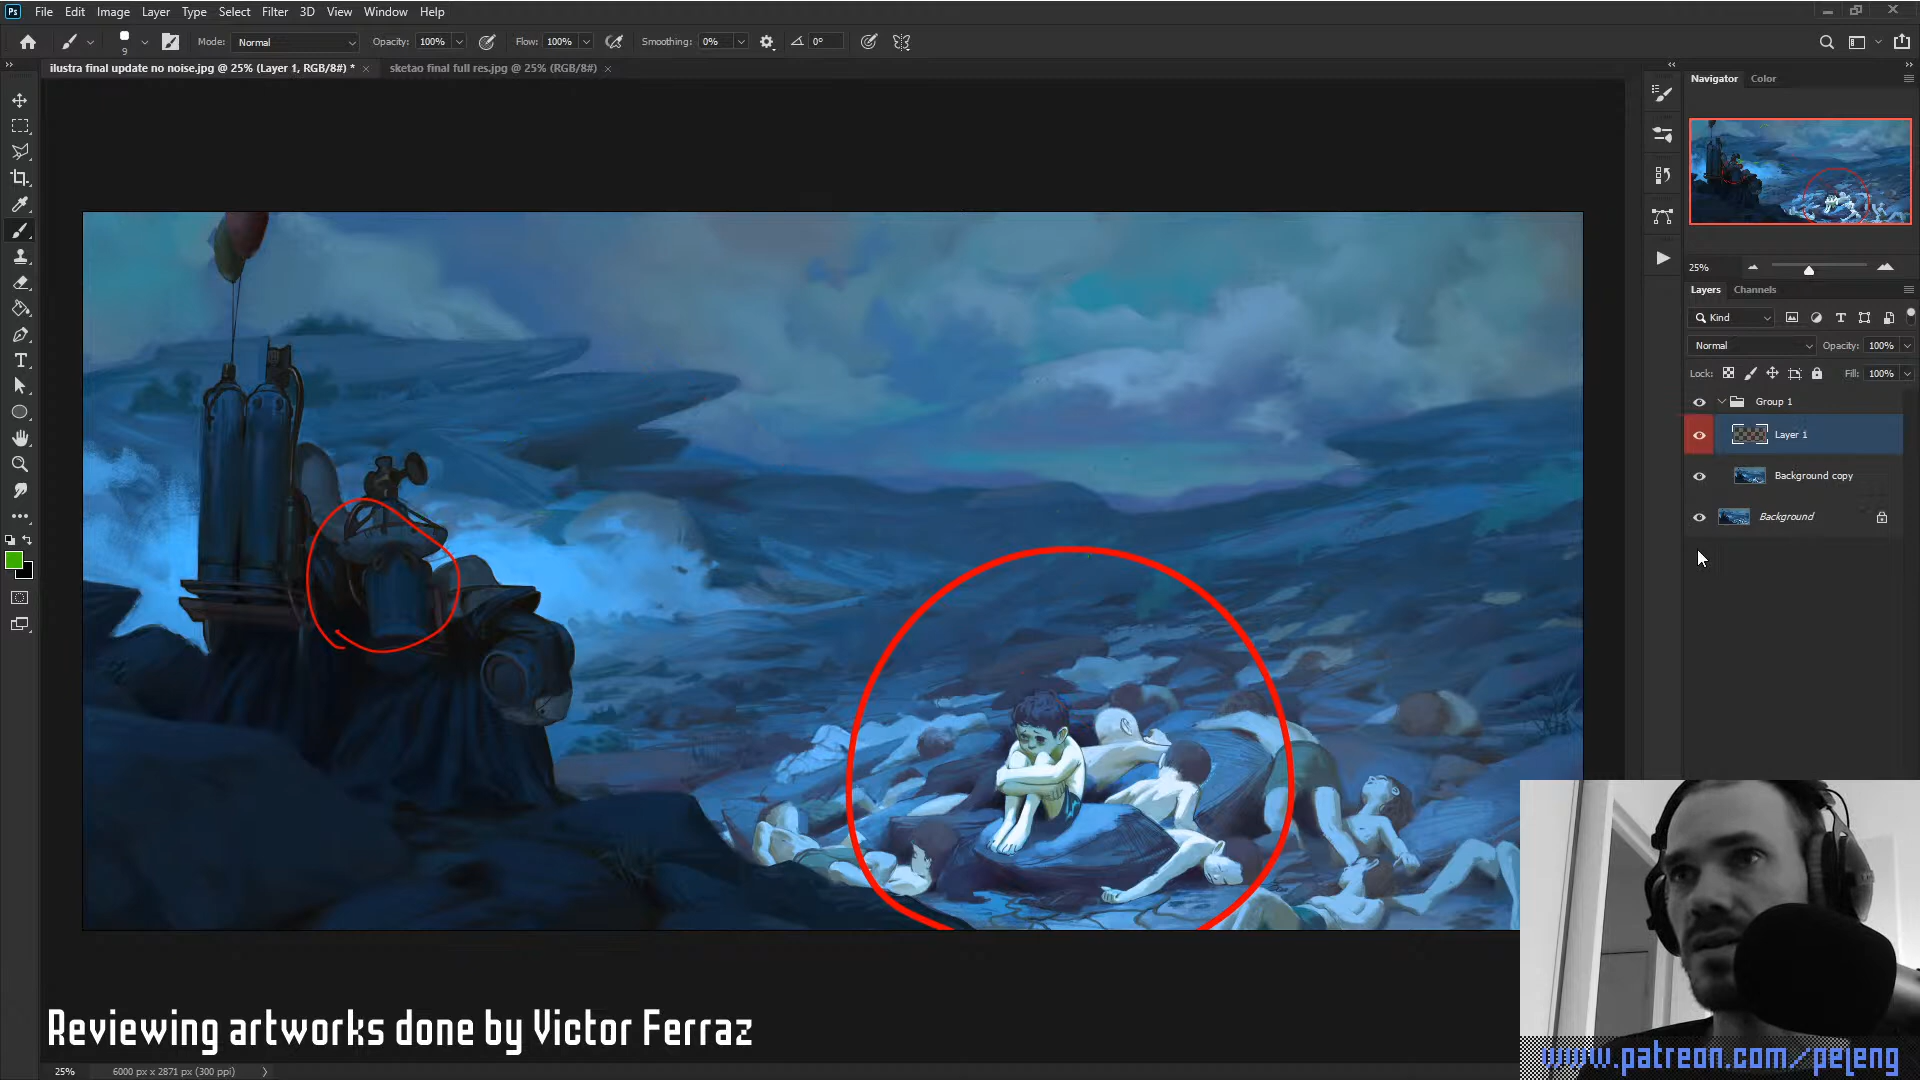 Ps File Edit Image Layer Type Select Filter 3D View Window Help
9 Mode: Normal Opacity: 100% Flow: 100% Smoothing: 0% 0°
ilustra final update no noise.jpg @ 25% (Layer 1, RGB/8#) * × sketao final full res.jpg @ 25% (RGB/8#) ×
Navigator Color
25%
Layers Channels
Kind
Normal Opacity: 100%
Lock: Fill: 100%
Group 1
Layer 1
Background copy
Background
Reviewing artworks done by Victor Ferraz
www.patreon.com/peleng
25% 6000 px x 2871 px (300 ppi)